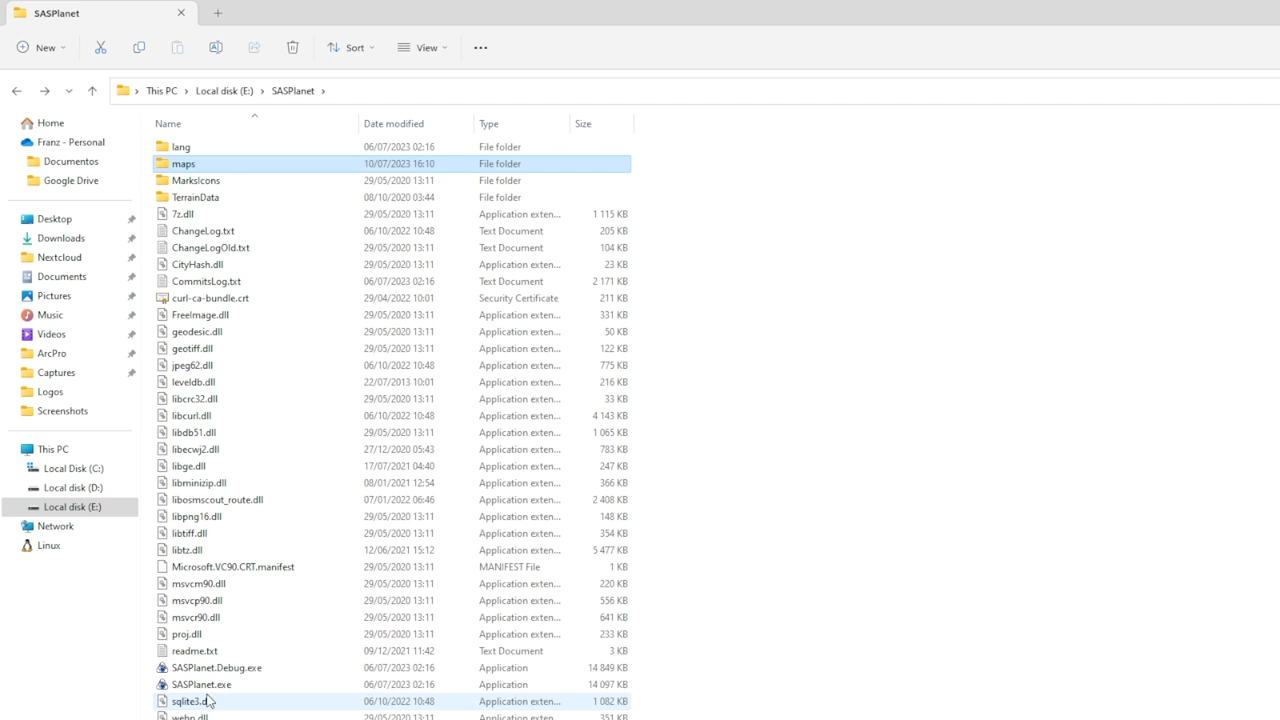 SASPlanet
New
Sort
View
This PC
Local disk (E:)
SASPlanet
Name Date modified Type Size
Home
Franz - Personal
Documentos
Google Drive
Desktop
Downloads
Nextcloud
Documents
Pictures
Music
Videos
ArcPro
Captures
Logos
Screenshots
This PC
Local Disk (C:)
Local disk (D:)
Local disk (E:)
Network
Linux
lang 06/07/2023 02:16 File folder
maps 10/07/2023 16:10 File folder
MarksIcons 29/05/2020 13:11 File folder
TerrainData 08/10/2020 03:44 File folder
7z.dll 29/05/2020 13:11 Application exten... 1 115 KB
ChangeLog.txt 06/10/2022 10:48 Text Document 205 KB
ChangeLogOld.txt 29/05/2020 13:11 Text Document 104 KB
CityHash.dll 29/05/2020 13:11 Application exten... 23 KB
CommitsLog.txt 06/07/2023 02:16 Text Document 2 171 KB
curl-ca-bundle.crt 29/04/2022 10:01 Security Certificate 211 KB
FreeImage.dll 29/05/2020 13:11 Application exten... 331 KB
geodesic.dll 29/05/2020 13:11 Application exten... 50 KB
geotiff.dll 29/05/2020 13:11 Application exten... 122 KB
jpeg62.dll 06/10/2022 10:48 Application exten... 775 KB
leveldb.dll 22/07/2013 10:01 Application exten... 216 KB
libcrc32.dll 29/05/2020 13:11 Application exten... 33 KB
libcurl.dll 06/10/2022 10:48 Application exten... 4 143 KB
libdb51.dll 29/05/2020 13:11 Application exten... 1 065 KB
libecwj2.dll 27/12/2020 05:43 Application exten... 783 KB
libge.dll 17/07/2021 04:40 Application exten... 247 KB
libminizip.dll 08/01/2021 12:54 Application exten... 366 KB
libosmscout_route.dll 07/01/2022 06:46 Application exten... 2 408 KB
libpng16.dll 29/05/2020 13:11 Application exten... 148 KB
libtiff.dll 29/05/2020 13:11 Application exten... 354 KB
libtz.dll 12/06/2021 15:12 Application exten... 5 477 KB
Microsoft.VC90.CRT.manifest 29/05/2020 13:11 MANIFEST File 1 KB
msvcm90.dll 29/05/2020 13:11 Application exten... 220 KB
msvcp90.dll 29/05/2020 13:11 Application exten... 556 KB
msvcr90.dll 29/05/2020 13:11 Application exten... 641 KB
proj.dll 29/05/2020 13:11 Application exten... 233 KB
readme.txt 09/12/2021 11:42 Text Document 3 KB
SASPlanet.Debug.exe 06/07/2023 02:16 Application 14 849 KB
SASPlanet.exe 06/07/2023 02:16 Application 14 097 KB
sqlite3.d 06/10/2022 10:48 Application exten... 1 082 KB
webp.dll 29/05/2020 13:11 Application exten... 351 KB